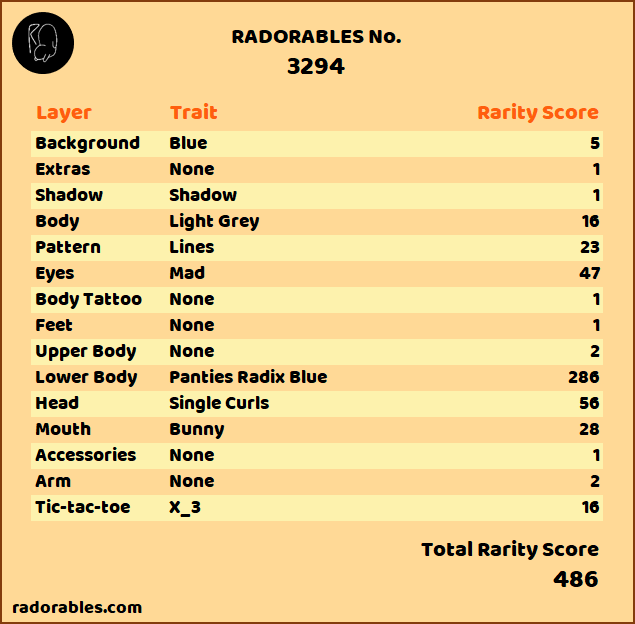 RADORABLES No.
3294
Layer Trait Rarity Score
Background Blue 5
Extras None 1
Shadow Shadow 1
Body Light Grey 16
Pattern Lines 23
Eyes Mad 47
Body Tattoo None 1
Feet None 1
Upper Body None 2
Lower Body Panties Radix Blue 286
Head Single Curls 56
Mouth Bunny 28
Accessories None 1
Arm None 2
Tic-tac-toe X_3 16
Total Rarity Score
486
radorables.com